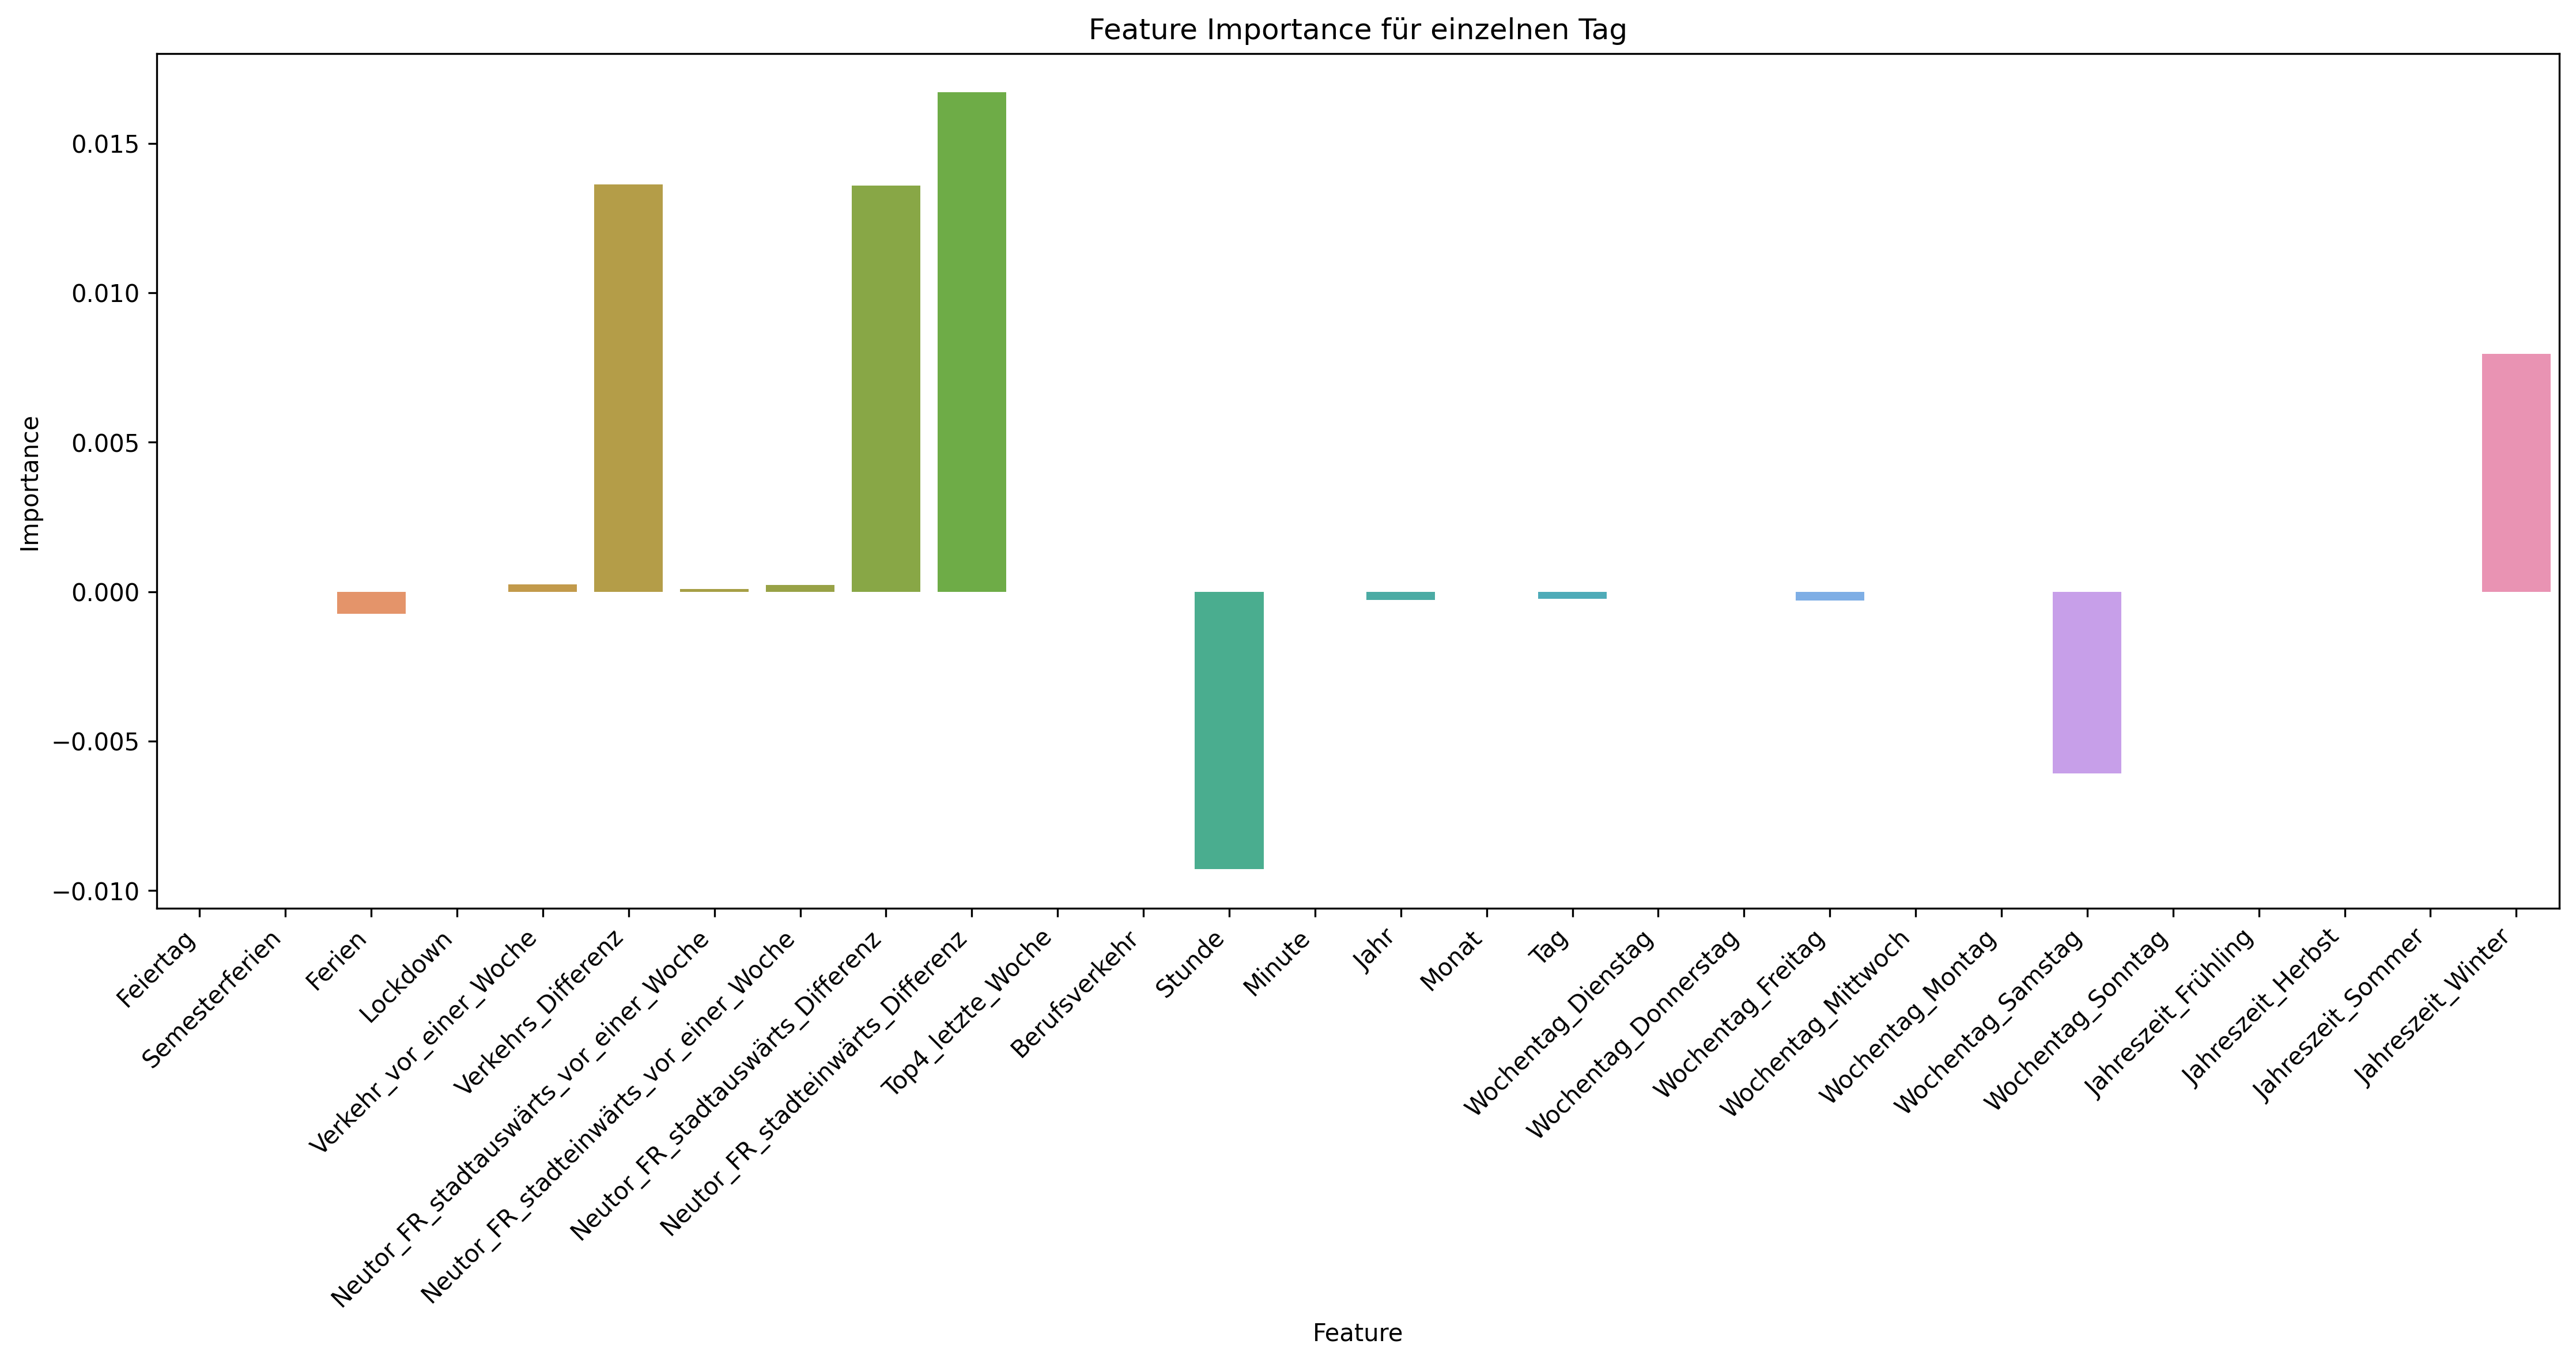 Feature Importance für einzelnen Tag
Importance
0.015
0.010
0.005
0.000
−0.005
−0.010
Feiertag
Semesterferien
Ferien
Lockdown
Verkehr_vor_einer_Woche
Verkehrs_Differenz
Neutor_FR_stadtauswärts_vor_einer_Woche
Neutor_FR_stadteinwärts_vor_einer_Woche
Neutor_FR_stadtauswärts_Differenz
Neutor_FR_stadteinwärts_Differenz
Top4_letzte_Woche
Berufsverkehr
Stunde
Minute
Jahr
Monat
Tag
Wochentag_Dienstag
Wochentag_Donnerstag
Wochentag_Freitag
Wochentag_Mittwoch
Wochentag_Montag
Wochentag_Samstag
Wochentag_Sonntag
Jahreszeit_Frühling
Jahreszeit_Herbst
Jahreszeit_Sommer
Jahreszeit_Winter
Feature